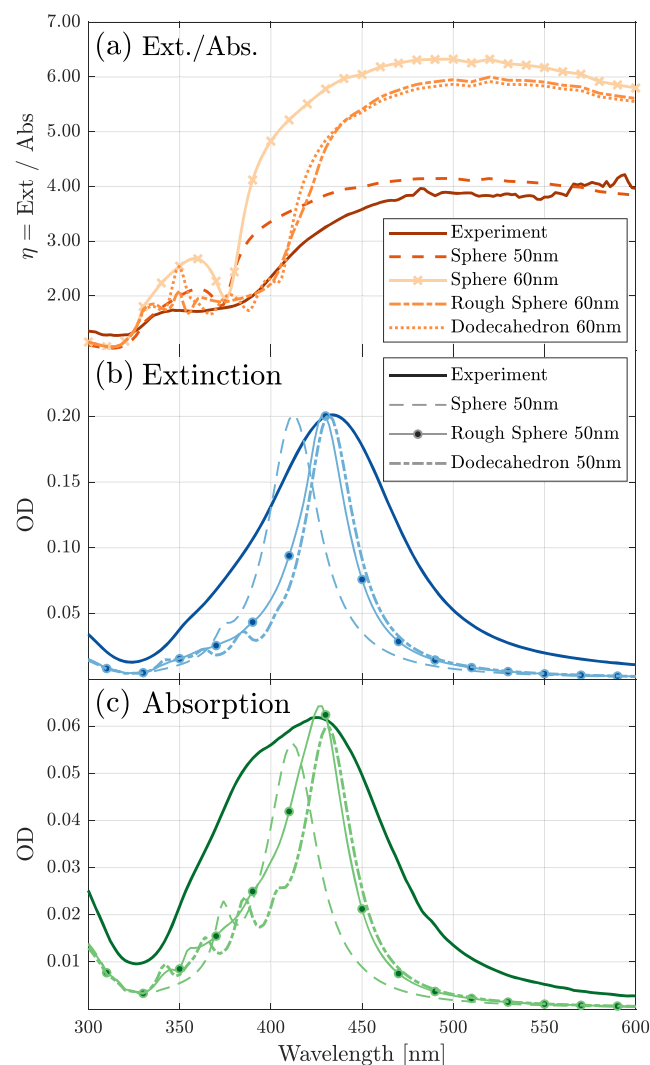 7.00
(a) Ext./Abs.
6.00
5.00
4.00
3.00
2.00
η = Ext / Abs
Experiment
Sphere 50nm
Sphere 60nm
Rough Sphere 60nm
Dodecahedron 60nm
(b) Extinction
Experiment
Sphere 50nm
Rough Sphere 50nm
Dodecahedron 50nm
0.20
0.15
0.10
0.05
OD
(c) Absorption
0.06
0.05
0.04
0.03
0.02
0.01
OD
300 350 400 450 500 550 600
Wavelength [nm]